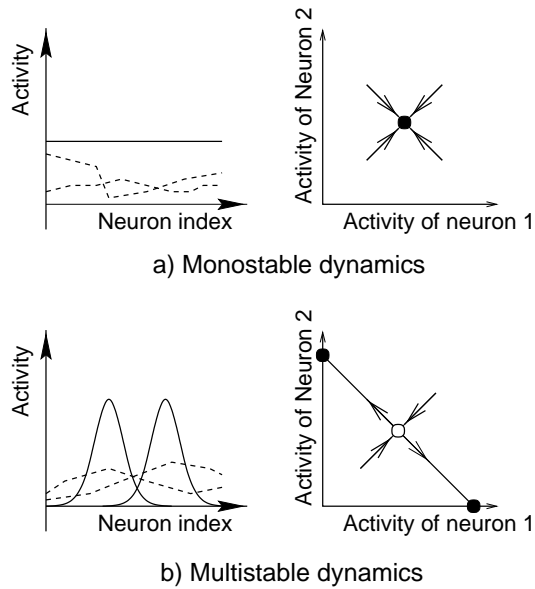 Activity
Neuron index
Activity of Neuron 2
Activity of neuron 1
a) Monostable dynamics
Activity
Neuron index
Activity of Neuron 2
Activity of neuron 1
b) Multistable dynamics